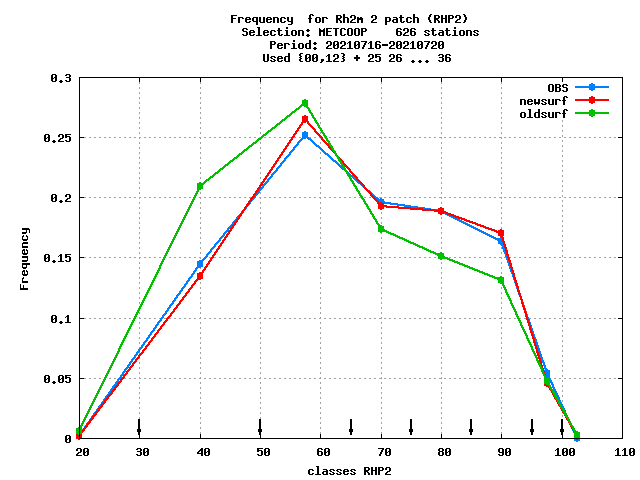 Frequency  for Rh2m 2 patch (RHP2)
Selection: METCOOP    626 stations
Period: 20210716-20210720
Used {00,12} + 25 26 ... 36
OBS
newsurf
oldsurf
0.3
0.25
0.2
0.15
0.1
0.05
0
Frequency
20 30 40 50 60 70 80 90 100 110
classes RHP2